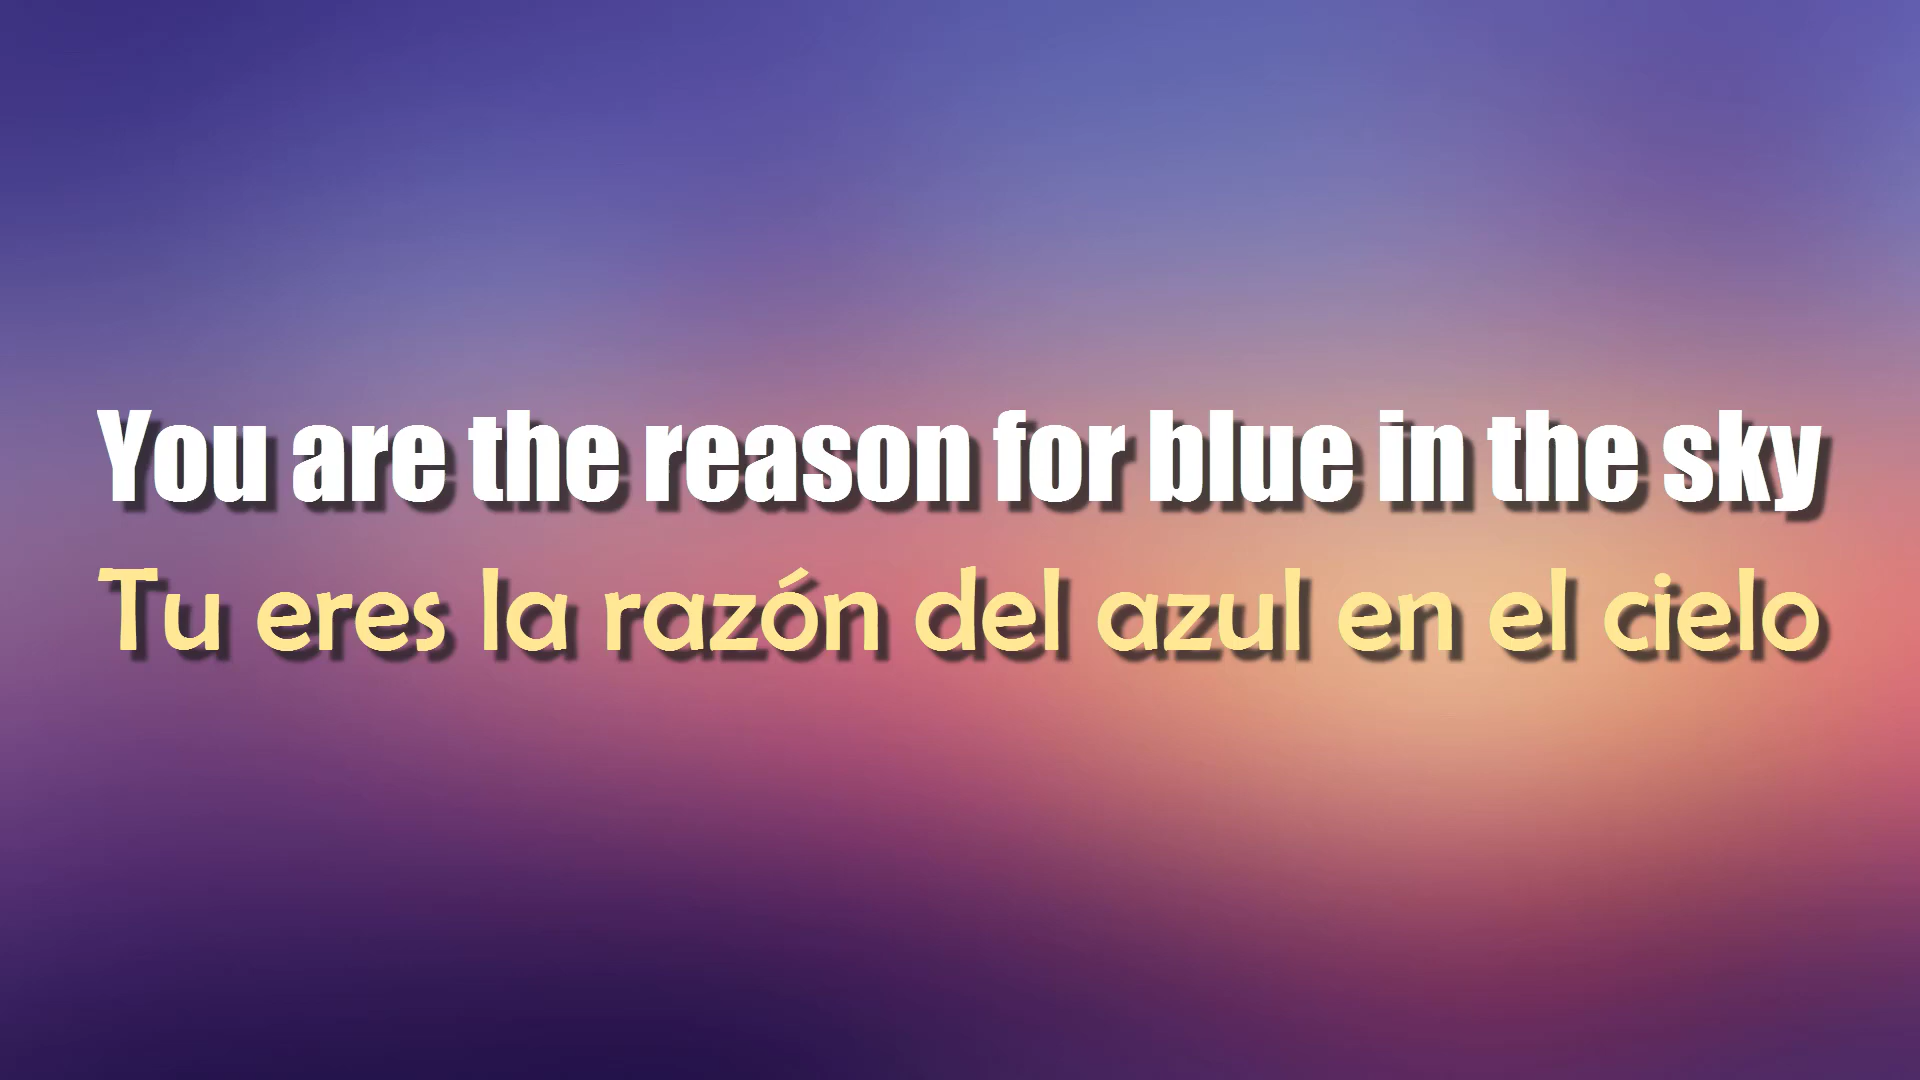 You are the reason for blue in the sky
Tu eres la razón del azul en el cielo